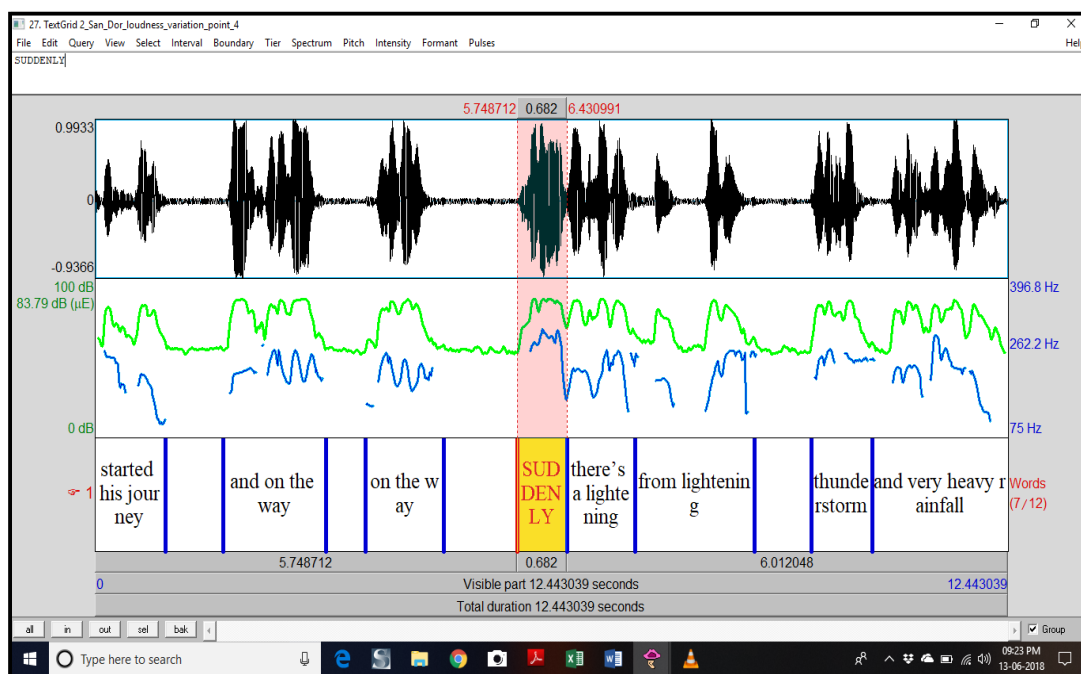 27. TextGrid 2_San_Dor_loudness_variation_point_4
File Edit Query View Select Interval Boundary Tier Spectrum Pitch Intensity Formant Pulses Help
SUDDENLY
5.748712 0.682 6.430991
0.9933
0
-0.9366
100 dB 396.8 Hz
83.79 dB (µE)
262.2 Hz
0 dB 75 Hz
started
his jour
ney
and on the
way
on the w
ay
SUD
DEN
LY
there's
a lighte
ning
from lightenin
g
thunde
rstorm
and very heavy r
ainfall
1
Words
(7/12)
5.748712 0.682 6.012048
0 Visible part 12.443039 seconds 12.443039
Total duration 12.443039 seconds
all in out sel bak Group
Type here to search
09:23 PM
13-06-2018